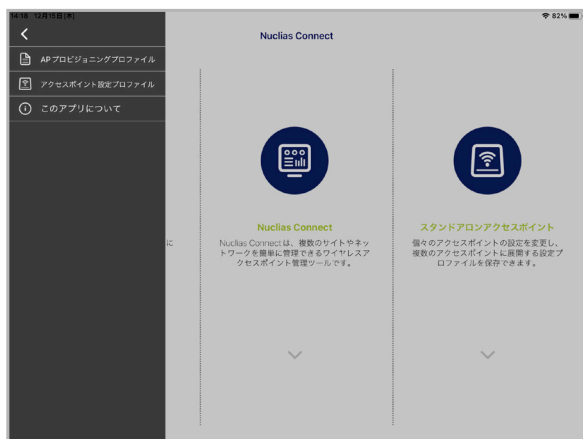 14:18 12月15日(木)
82%
Nuclias Connect
APプロビジョニングプロファイル
アクセスポイント設定プロファイル
このアプリについて
に
Nuclias Connect
Nuclias Connectは、複数のサイトやネッ
トワークを簡単に管理できるワイヤレスア
クセスポイント管理ツールです。
スタンドアロンアクセスポイント
個々のアクセスポイントの設定を変更し、
複数のアクセスポイントに展開する設定プ
ロファイルを保存できます。